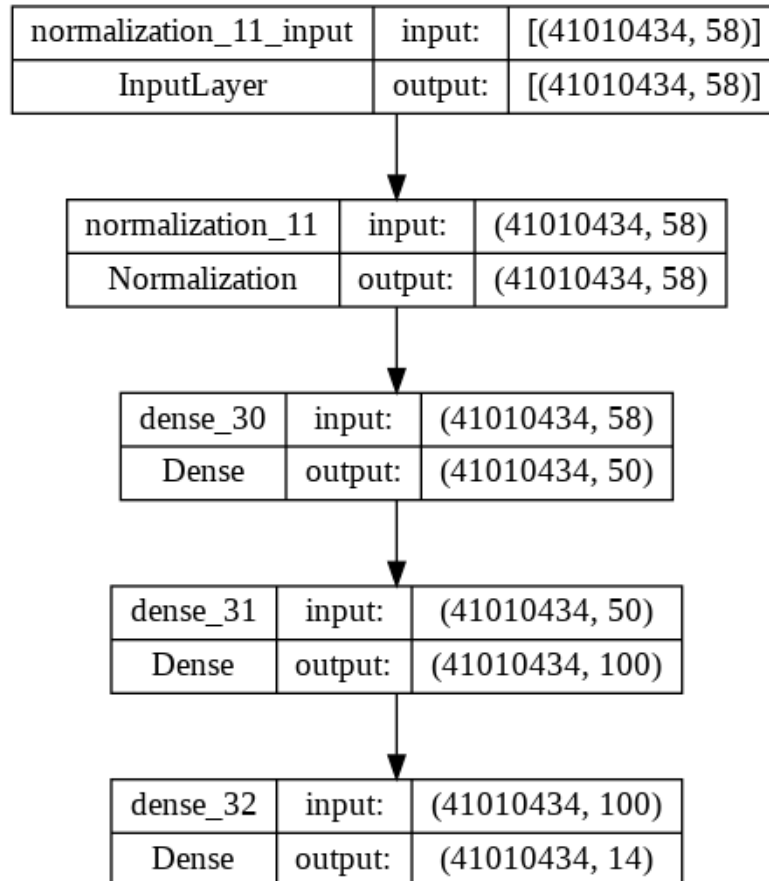 normalization_11_input input: [(41010434, 58)]
InputLayer output: [(41010434, 58)]
normalization_11 input: (41010434, 58)
Normalization output: (41010434, 58)
dense_30 input: (41010434, 58)
Dense output: (41010434, 50)
dense_31 input: (41010434, 50)
Dense output: (41010434, 100)
dense_32 input: (41010434, 100)
Dense output: (41010434, 14)